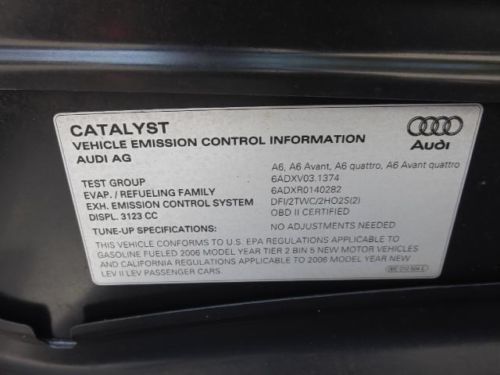 CATALYST
VEHICLE EMISSION CONTROL INFORMATION
AUDI AG
Audi
A6, A6 Avant, A6 quattro, A6 Avant quattro
TEST GROUP 6ADXV03.1374
EVAP. / REFUELING FAMILY 6ADXR0140282
EXH. EMISSION CONTROL SYSTEM DFI/2TWC/2HO2S(2)
DISPL. 3123 CC OBD II CERTIFIED
TUNE-UP SPECIFICATIONS: NO ADJUSTMENTS NEEDED
THIS VEHICLE CONFORMS TO U.S. EPA REGULATIONS APPLICABLE TO
GASOLINE FUELED 2006 MODEL YEAR TIER 2 BIN 5 NEW MOTOR VEHICLES
AND CALIFORNIA REGULATIONS APPLICABLE TO 2006 MODEL YEAR NEW
LEV II LEV PASSENGER CARS.